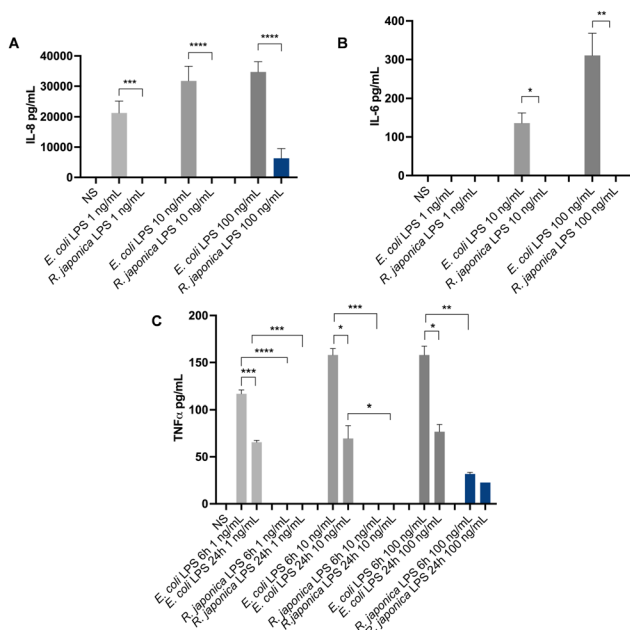 A
IL-8 pg/mL
40000
30000
20000
10000
0
***
****
****
NS
E. coli LPS 1 ng/mL
R. japonica LPS 1 ng/mL
E. coli LPS 10 ng/mL
R. japonica LPS 10 ng/mL
E. coli LPS 100 ng/mL
R. japonica LPS 100 ng/mL
B
IL-6 pg/mL
400
300
200
100
0
*
**
NS
E. coli LPS 1 ng/mL
R. japonica LPS 1 ng/mL
E. coli LPS 10 ng/mL
R. japonica LPS 10 ng/mL
E. coli LPS 100 ng/mL
R. japonica LPS 100 ng/mL
C
TNFα pg/mL
200
150
100
50
0
***
****
***
***
*
*
**
*
NS
E. coli LPS 6h 1 ng/mL
E. coli LPS 24h 1 ng/mL
R. japonica LPS 6h 1 ng/mL
R. japonica LPS 24h 1 ng/mL
E. coli LPS 6h 10 ng/mL
E. coli LPS 24h 10 ng/mL
R. japonica LPS 6h 10 ng/mL
R.japonica LPS 24h 10 ng/mL
E. coli LPS 6h 100 ng/mL
E. coli LPS 24h 100 ng/mL
R. japonica LPS 6h 100 ng/mL
R. japonica LPS 24h 100 ng/mL